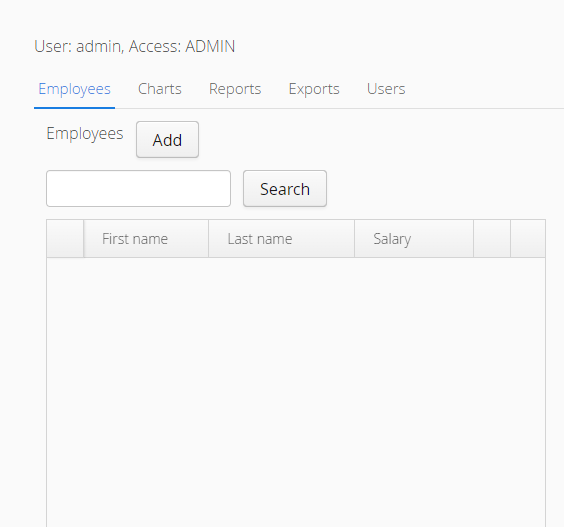 User: admin, Access: ADMIN
Employees Charts Reports Exports Users
Employees Add
Search
First name Last name Salary